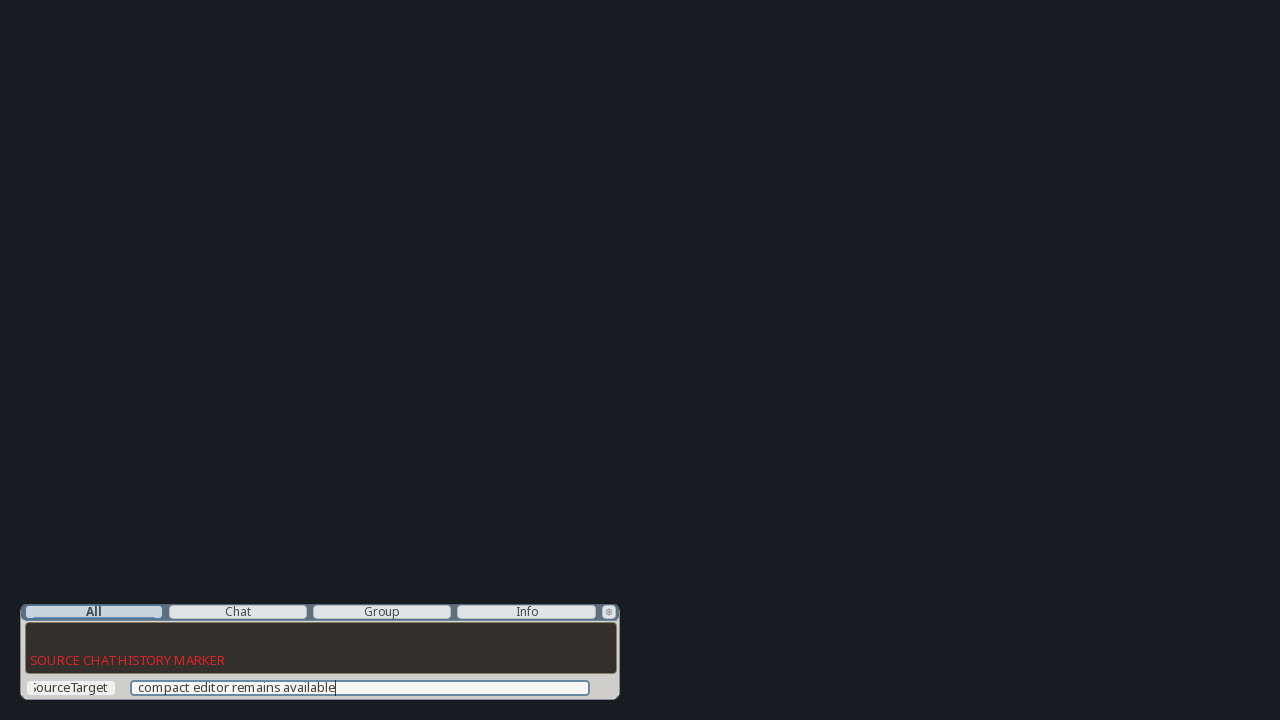 All Chat Group Info
SOURCE CHAT HISTORY MARKER
SourceTarget compact editor remains available